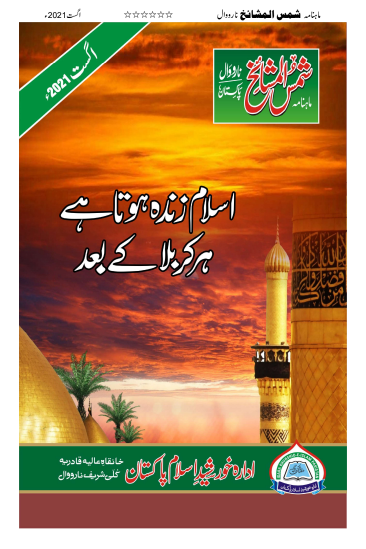 ماہنامہ شمس المشائخ نارووال ☆☆☆☆☆☆ اگست 2021ء
اگست 2021ء
ماہنامہ شمس المشائخ نارووال پاکستان
اسلام زندہ ہوتا ہے
ہر کربلا کے بعد
ادارہ خورشیدِ اسلام پاکستان
خانقاہ عالیہ قادریہ
گلی شریف نارووال